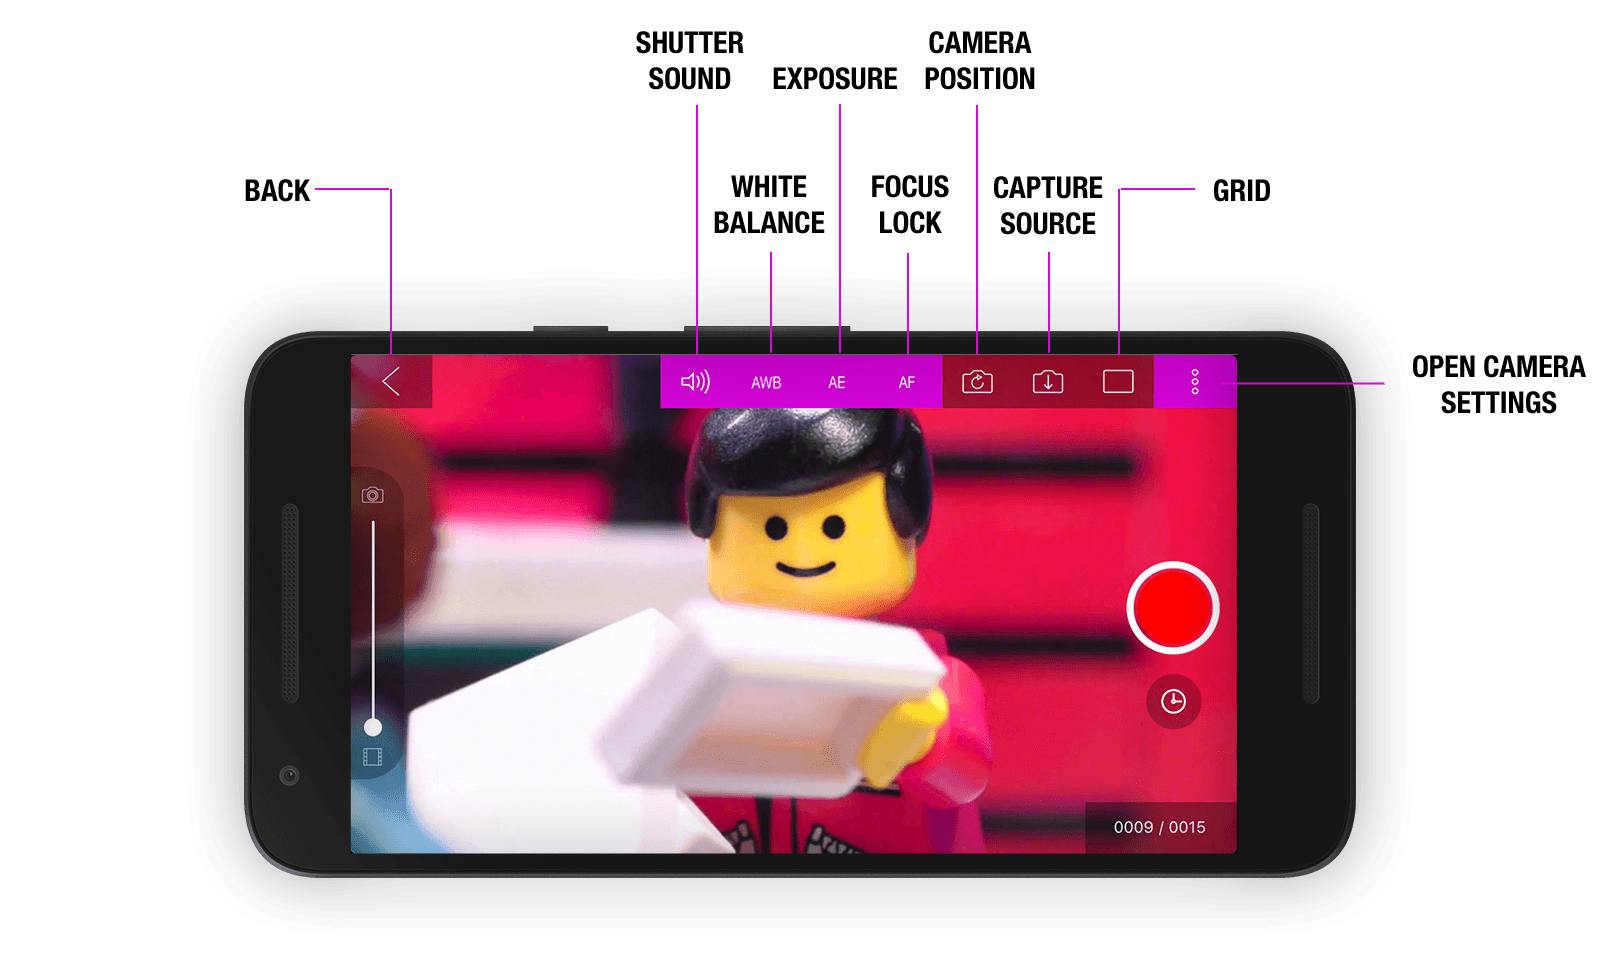 SHUTTER
SOUND
EXPOSURE
CAMERA
POSITION
BACK
WHITE
BALANCE
FOCUS
LOCK
CAPTURE
SOURCE
GRID
OPEN CAMERA
SETTINGS
AWB
AE
AF
0009 / 0015